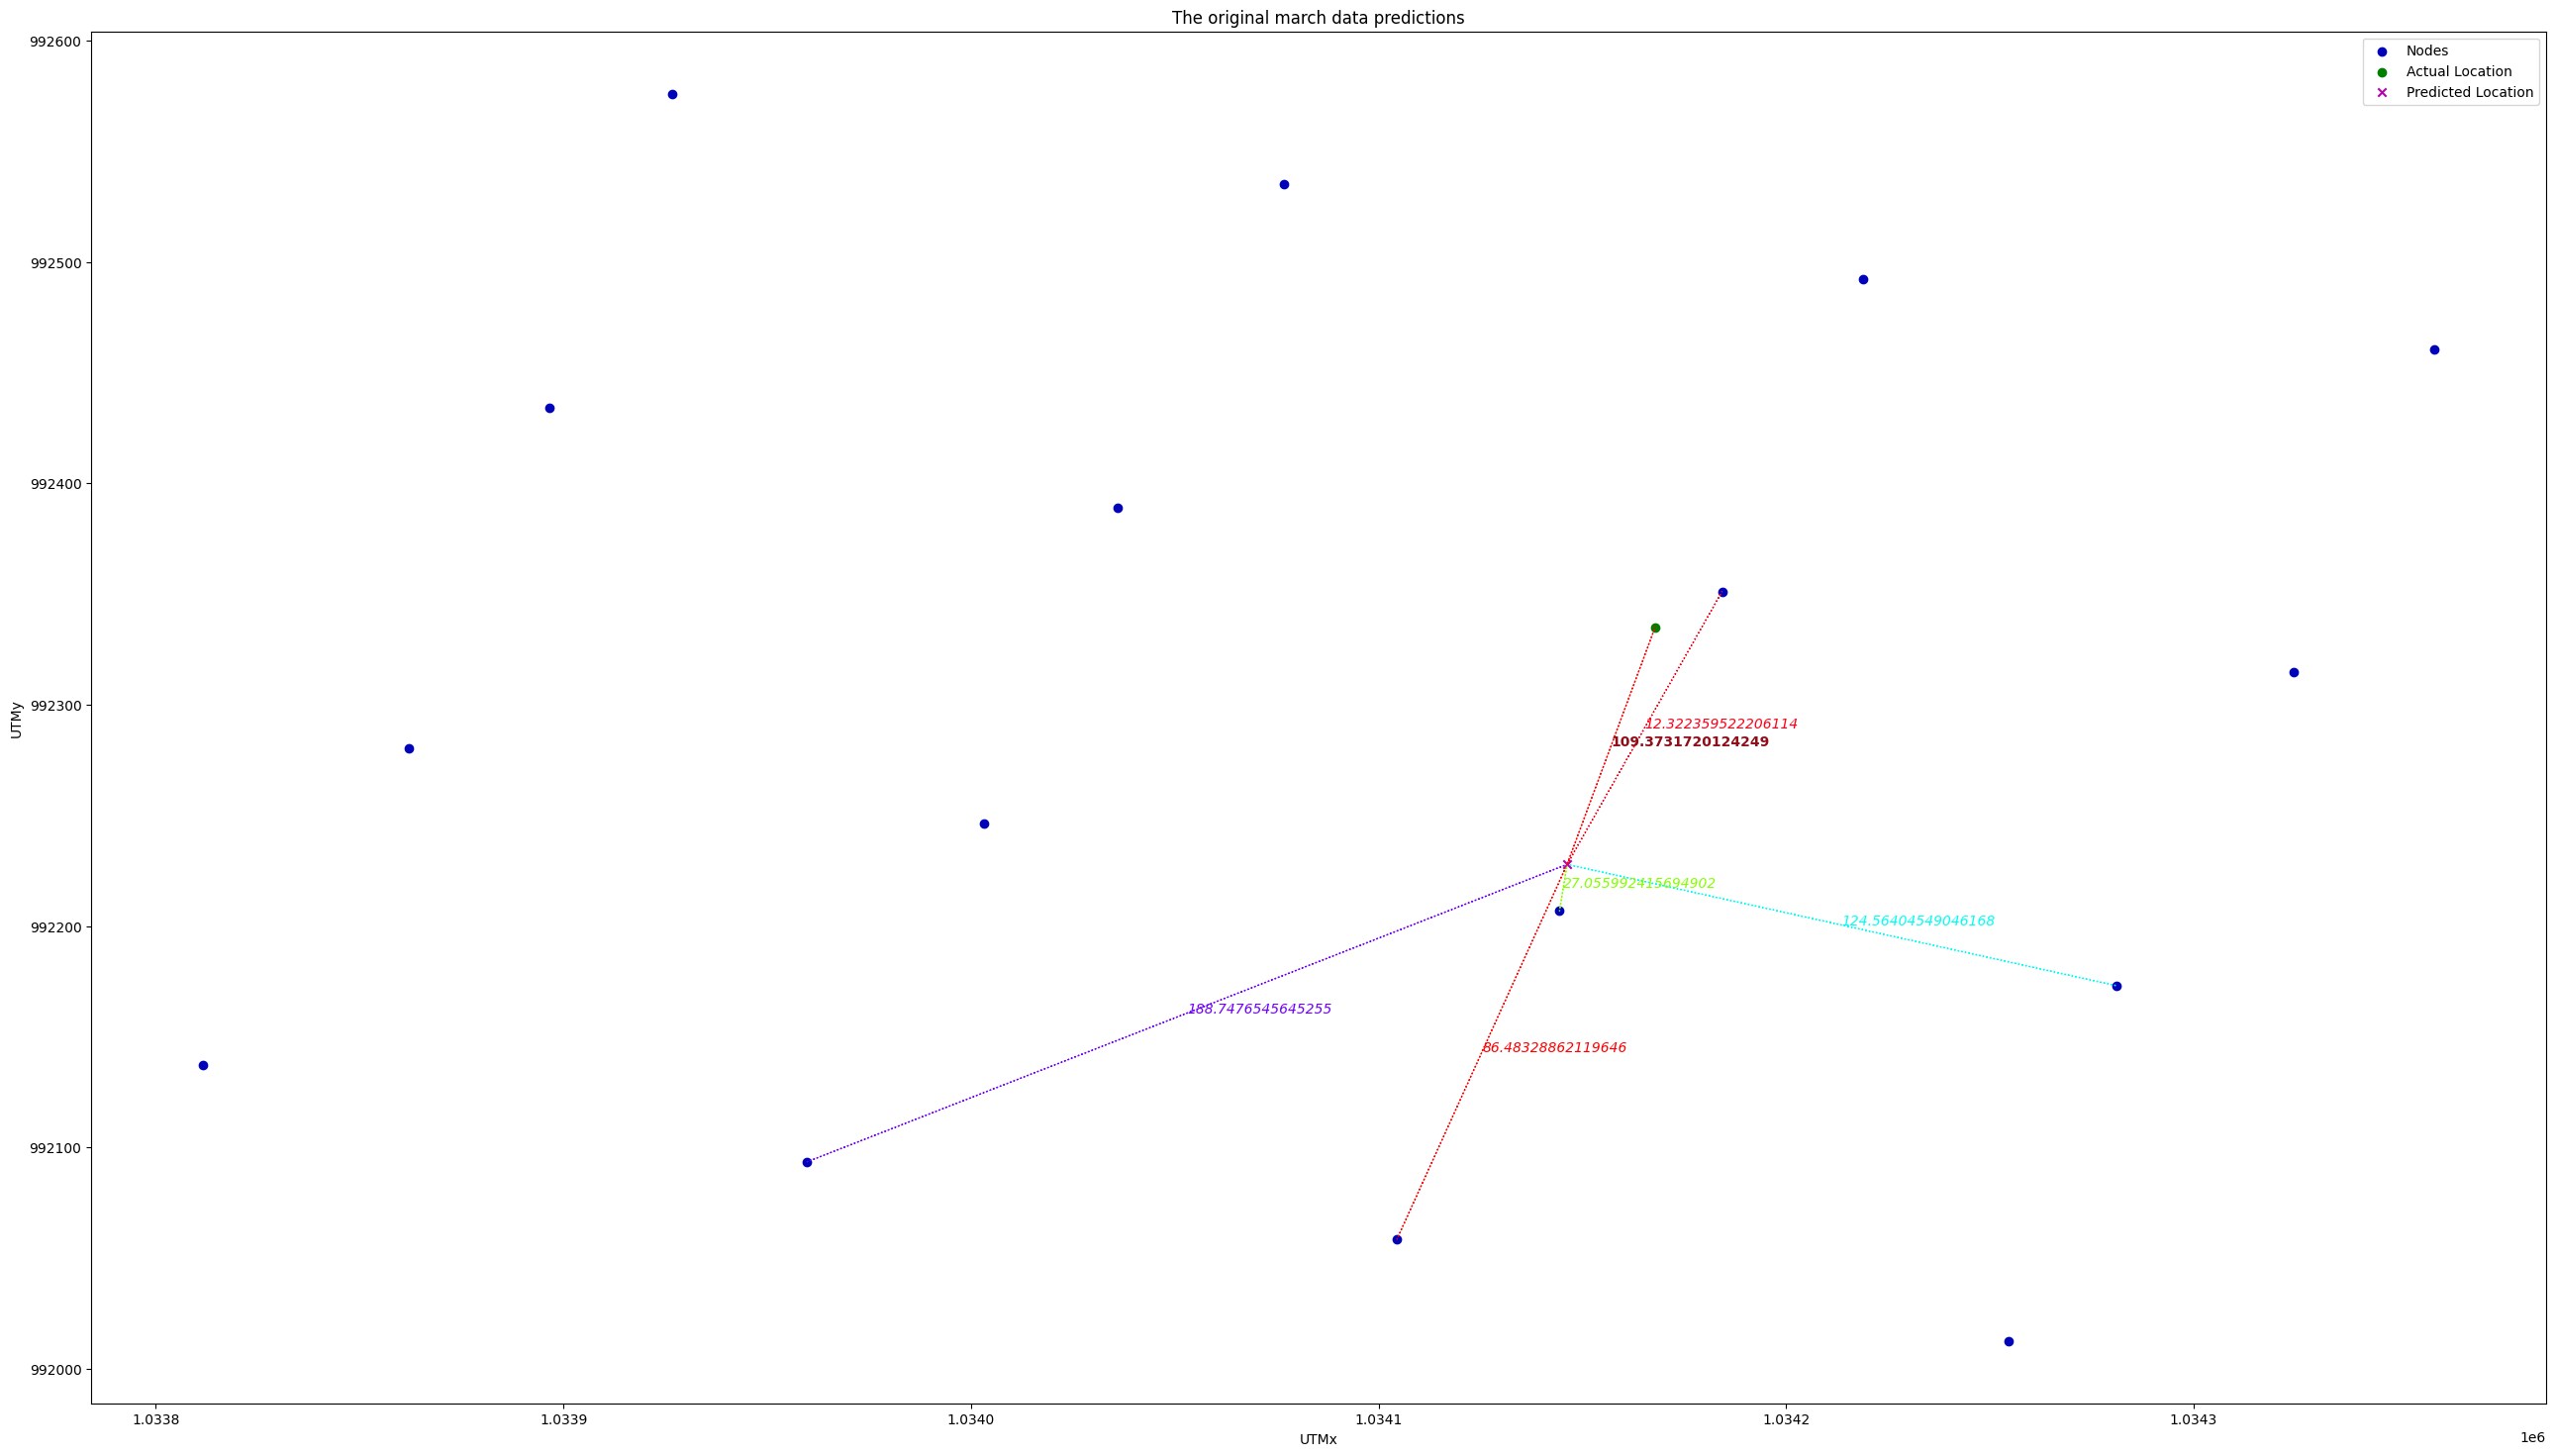 The original march data predictions
Nodes
Actual Location
Predicted Location
992600
992500
992400
992300
992200
992100
992000
UTMy
12.322359522206114
109.3731720124249
27.055992415694902
124.56404549046168
188.7476545645255
86.48328862119646
1.0338 1.0339 1.0340 1.0341 1.0342 1.0343
UTMx
1e6